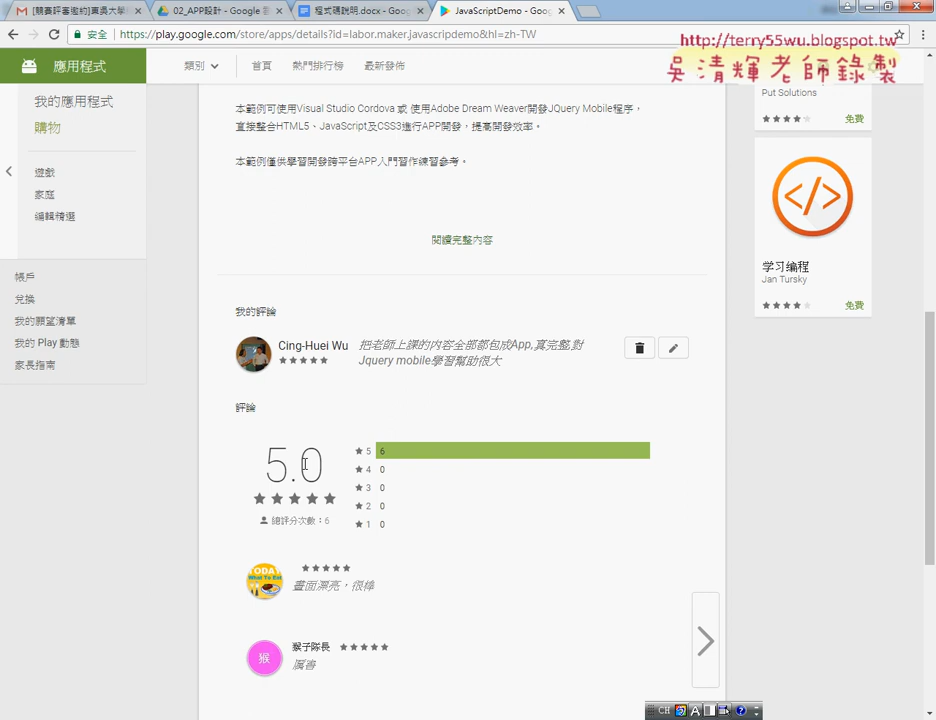 [競賽評審邀約]真吳大學
02_APP設計 - Google 雲
程式碼說明.docx - Goog
JavaScriptDemo - Goog
安全 | https://play.google.com/store/apps/details?id=labor.maker.javascripdemo&hl=zh-TW
http://terry55wu.blogspot.tw
吳清輝老師錄製
應用程式
類別
首頁
熱門排行榜
最新發佈
我的應用程式
購物
遊戲
家庭
編輯精選
帳戶
兌換
我的願望清單
我的 Play 動態
家長指南
本範例可使用Visual Studio Cordova 或 使用Adobe Dream Weaver開發JQuery Mobile程序，
直接整合HTML5、JavaScript及CSS3進行APP開發，提高開發效率。
本範例僅供學習開發跨平台APP入門習作練習參考。
閱讀完整內容
Put Solutions
免費
学习编程
Jan Tursky
免費
我的評論
Cing-Huei Wu
把老師上課的內容全部都包成App,真完整,對
Jquery mobile學習幫助很大
評論
5.0
總評分次數：6
★ 5 6
★ 4 0
★ 3 0
★ 2 0
★ 1 0
TODAY
What To Eat
畫面漂亮，很棒
猴
猴子隊長
厲害
CH